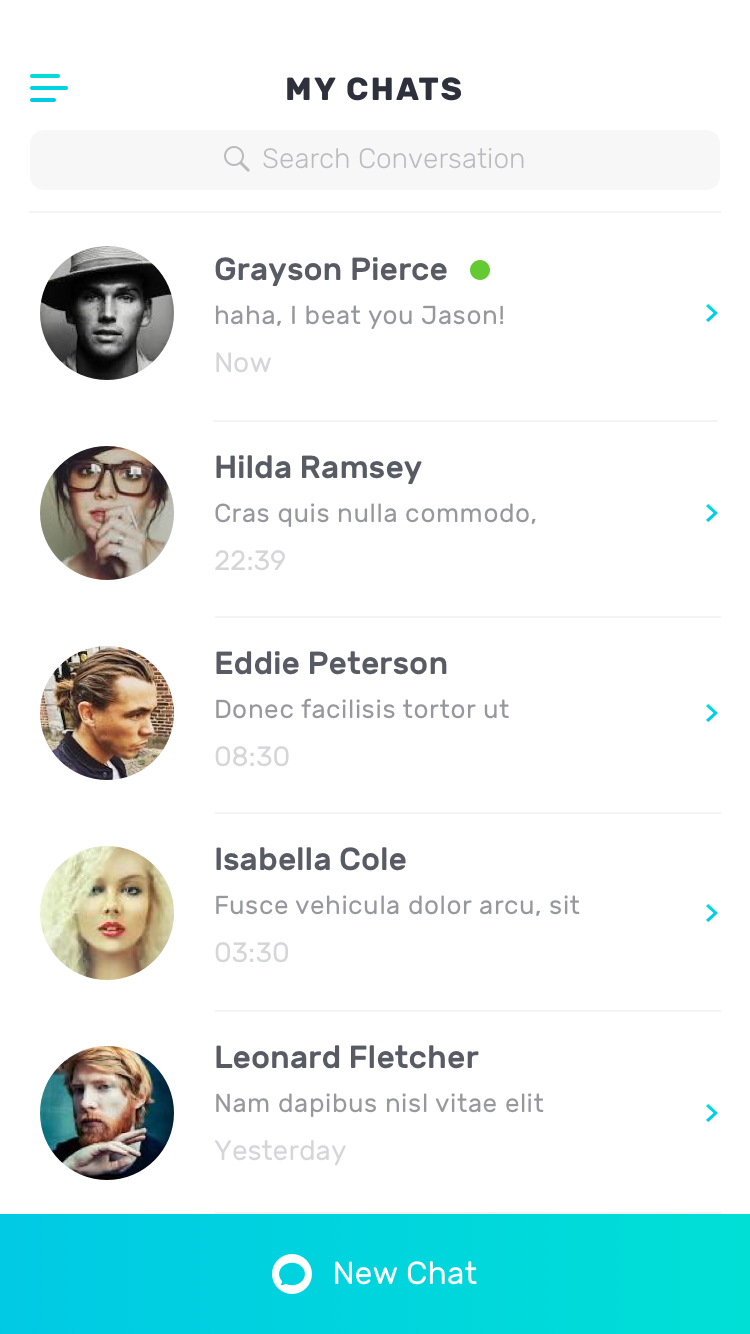 MY CHATS
Search Conversation
Grayson Pierce
haha, I beat you Jason!
Now
Hilda Ramsey
Cras quis nulla commodo,
22:39
Eddie Peterson
Donec facilisis tortor ut
08:30
Isabella Cole
Fusce vehicula dolor arcu, sit
03:30
Leonard Fletcher
Nam dapibus nisl vitae elit
Yesterday
New Chat